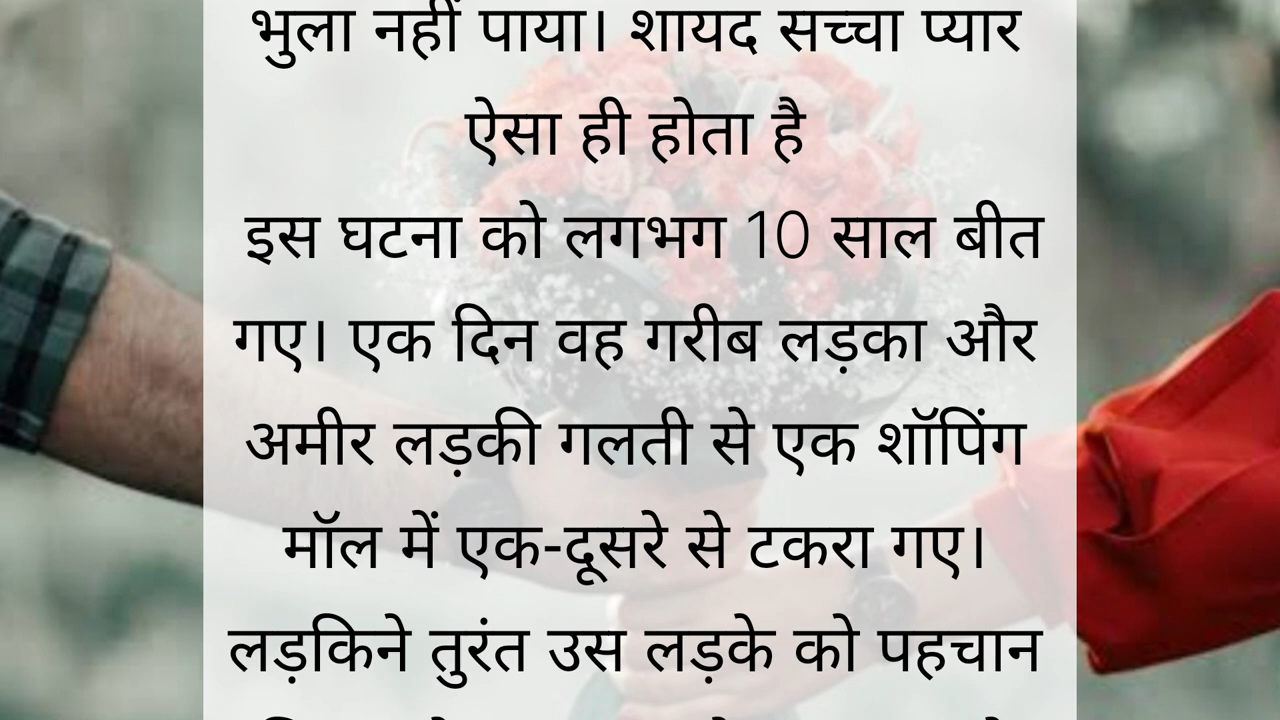 भुला नहीं पाया। शायद सच्चा प्यार
ऐसा ही होता है
इस घटना को लगभग 10 साल बीत
गए। एक दिन वह गरीब लड़का और
अमीर लड़की गलती से एक शॉपिंग
मॉल में एक-दूसरे से टकरा गए।
लड़किने तुरंत उस लड़के को पहचान